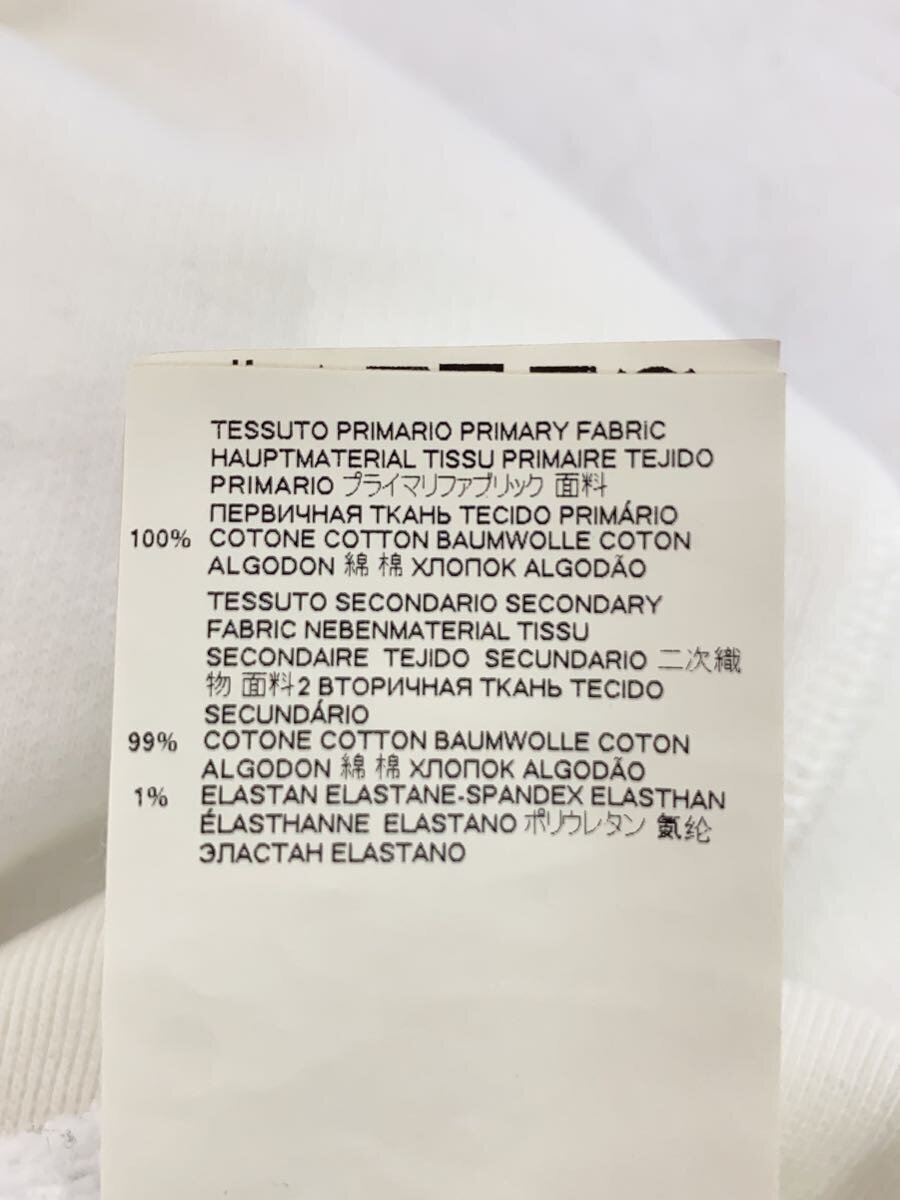 TESSUTO PRIMARIO PRIMARY FABRIC
HAUPTMATERIAL TISSU PRIMAIRE TEJIDO
PRIMARIO プライマリファブリック 面料
ПЕРВИЧНАЯ ТКАНЬ TECIDO PRIMÁRIO
100% COTONE COTTON BAUMWOLLE COTON
ALGODON 綿 棉 ХЛОПОК ALGODÃO
TESSUTO SECONDARIO SECONDARY
FABRIC NEBENMATERIAL TISSU
SECONDAIRE TEJIDO SECUNDARIO 二次織
物 面料2 ВТОРИЧНАЯ ТКАНЬ TECIDO
SECUNDÁRIO
99% COTONE COTTON BAUMWOLLE COTON
ALGODON 綿 棉 ХЛОПОК ALGODÃO
1% ELASTAN ELASTANE-SPANDEX ELASTHAN
ÉLASTHANNE ELASTANO ポリウレタン 氨纶
ЭЛАСТАН ELASTANO